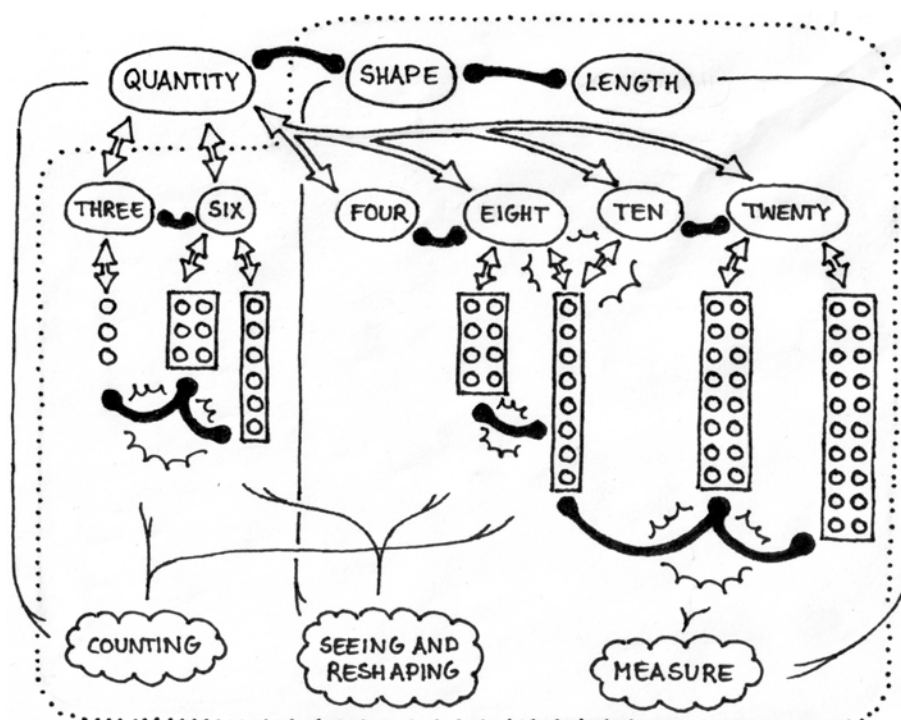 QUANTITY
SHAPE
LENGTH
THREE
SIX
FOUR
EIGHT
TEN
TWENTY
COUNTING
SEEING AND
RESHAPING
MEASURE